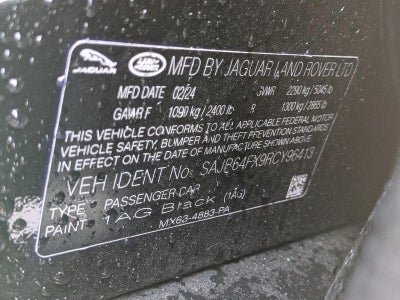 JAGUAR LAND ROVER MFD BY JAGUAR LAND ROVER LTD
MFD DATE 02/24 GVWR 2290 kg / 5045 lb
GAWR F 1090 kg / 2400 lb R 1300 kg / 2865 lb
THIS VEHICLE CONFORMS TO ALL APPLICABLE FEDERAL MOTOR
VEHICLE SAFETY, BUMPER AND THEFT PREVENTION STANDARDS
IN EFFECT ON THE DATE OF MANUFACTURE SHOWN ABOVE
VEH IDENT No:
TYPE: PASSENGER CAR
PAINT: 1AG Black (1AG)
MX63-4883-PA